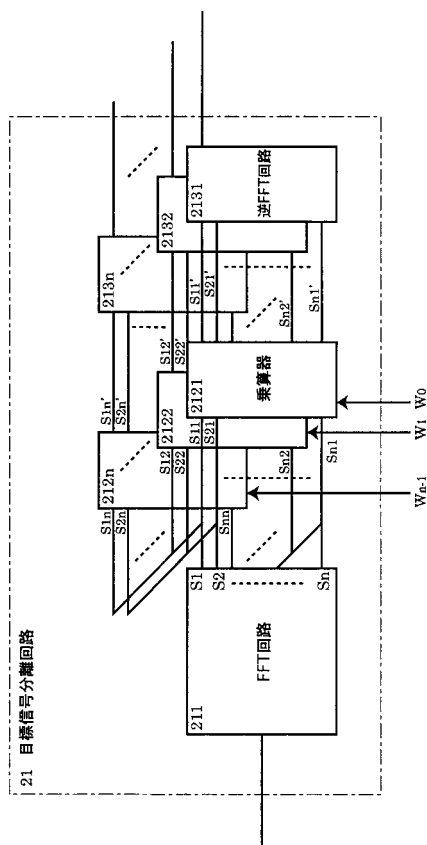 21 目標信号分離回路
211
FFT回路
S1
S2
Sn
S1n
S2n
Snn
S12
S22
Sn2
S11
S21
Sn1
212n
2122
2121
乗算器
Wn-1
W1
W0
S1n'
S2n'
S12'
S22'
Sn2'
S11'
S21'
Sn1'
213n
2132
2131
逆FFT回路